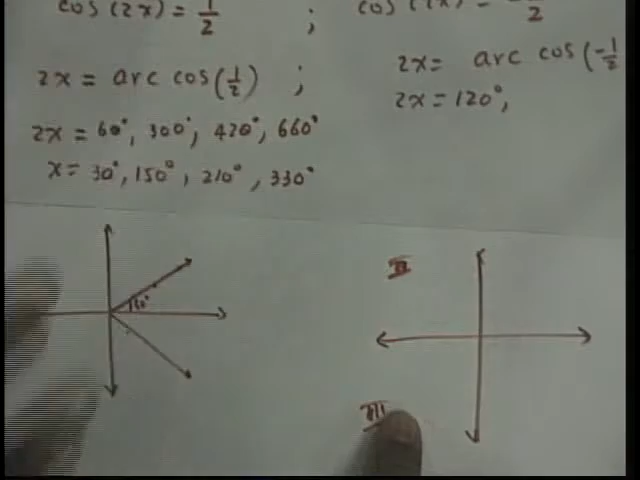 cos (2x) = 1/2 ;
2x = arc cos(1/2) ;
2x = 60°, 300°, 420°, 660°
x = 30°, 150°, 210°, 330°
2x = arc cos(-1/2
2x = 120°,
II
III